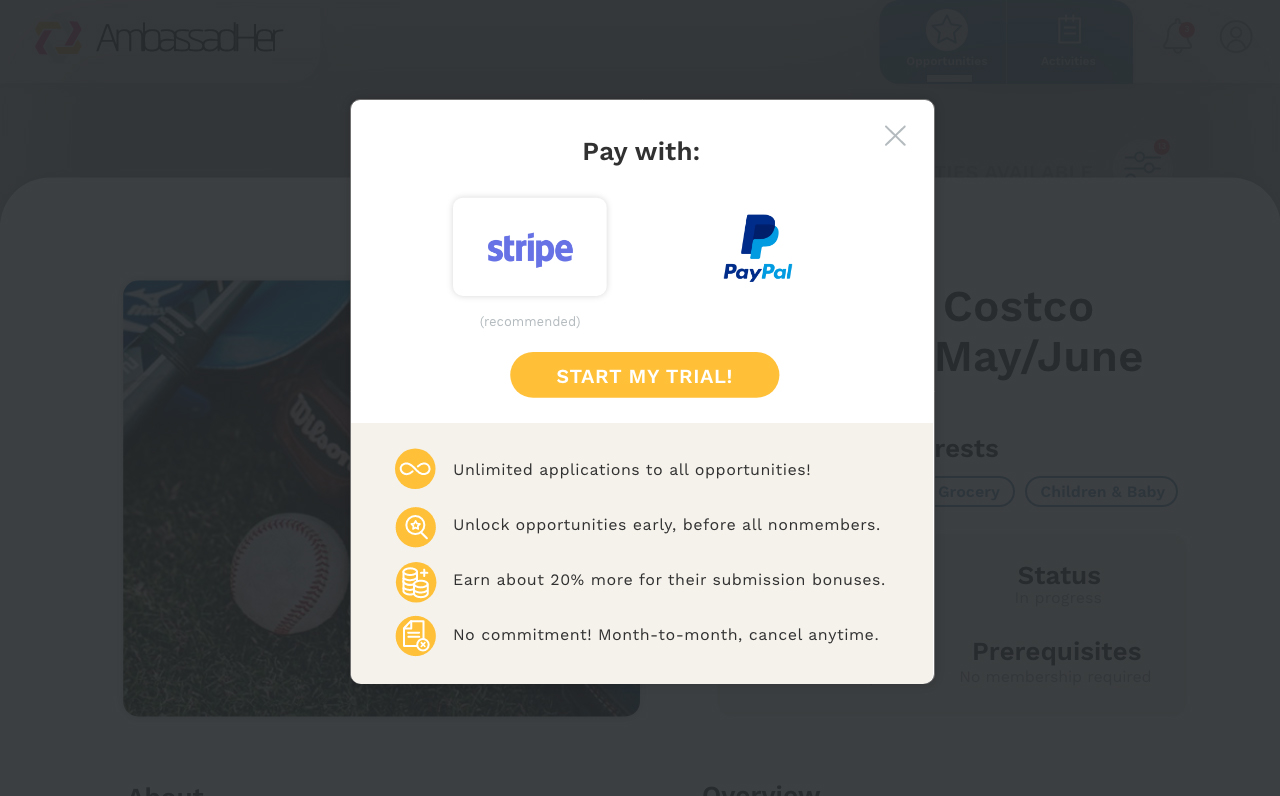 AmbassadHer
Opportunities
Activities
Pay with:
stripe
PayPal
(recommended)
START MY TRIAL!
Unlimited applications to all opportunities!
Unlock opportunities early, before all nonmembers.
Earn about 20% more for their submission bonuses.
No commitment! Month-to-month, cancel anytime.
AVAILABLE
Wilson
Costco
May/June
Grocery
Children & Baby
Status
In progress
Prerequisites
No membership required
About
Overview